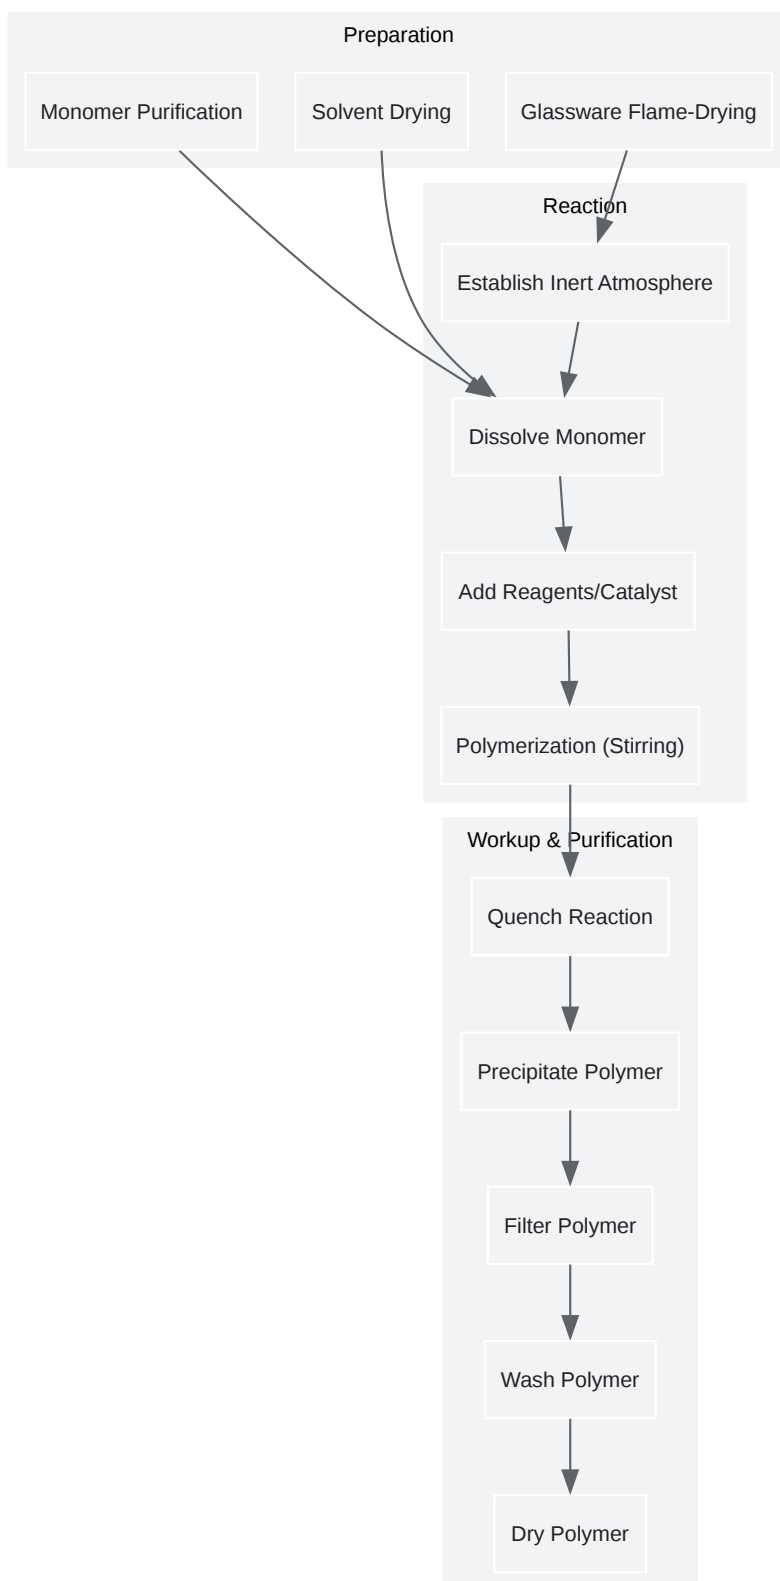 Preparation
Monomer Purification
Solvent Drying
Glassware Flame-Drying
Reaction
Establish Inert Atmosphere
Dissolve Monomer
Add Reagents/Catalyst
Polymerization (Stirring)
Workup & Purification
Quench Reaction
Precipitate Polymer
Filter Polymer
Wash Polymer
Dry Polymer